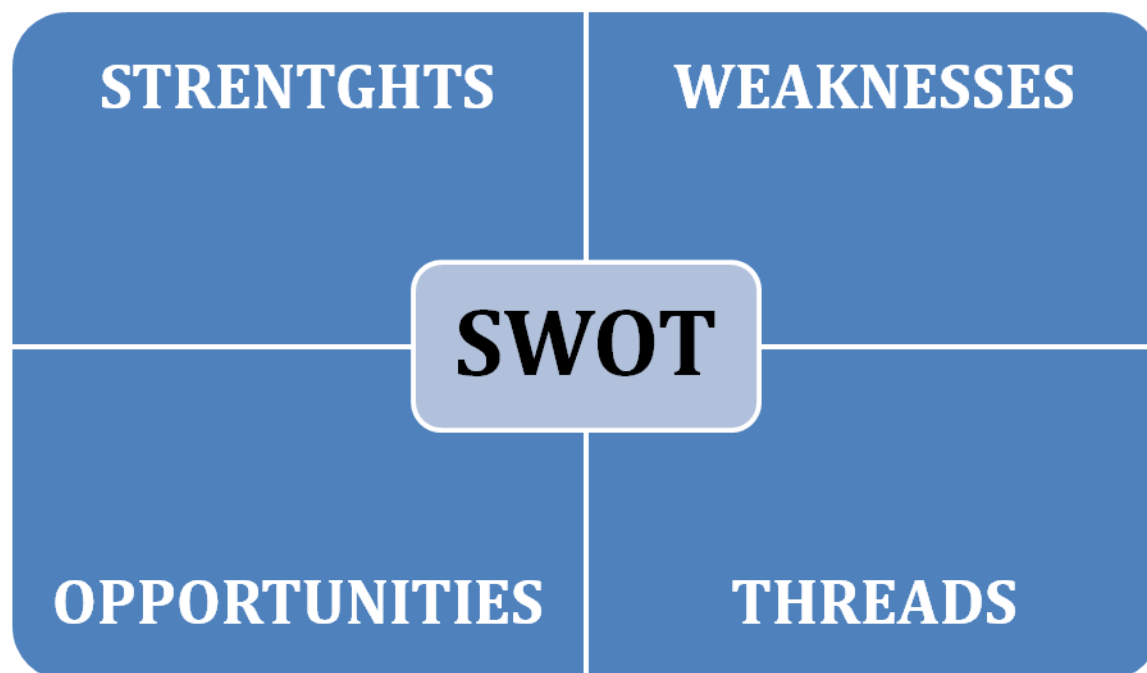 STRENTGHTS
WEAKNESSES
SWOT
OPPORTUNITIES
THREADS